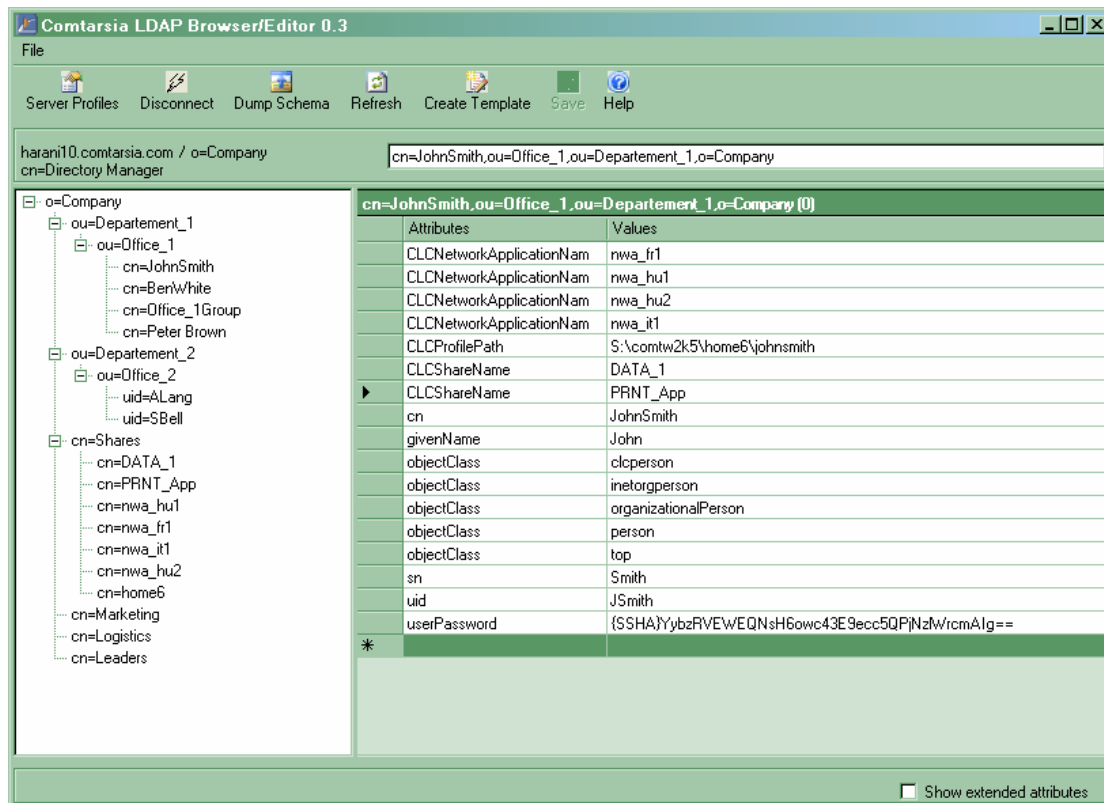 Comtarsia LDAP Browser/Editor 0.3
File
Server Profiles Disconnect Dump Schema Refresh Create Template Save Help
harani10.comtarsia.com / o=Company
cn=Directory Manager
cn=JohnSmith,ou=Office_1,ou=Departement_1,o=Company
o=Company
ou=Departement_1
ou=Office_1
cn=JohnSmith
cn=BenWhite
cn=Office_1Group
cn=Peter Brown
ou=Departement_2
ou=Office_2
uid=ALang
uid=SBell
cn=Shares
cn=DATA_1
cn=PRNT_App
cn=nwa_hu1
cn=nwa_fr1
cn=nwa_it1
cn=nwa_hu2
cn=home6
cn=Marketing
cn=Logistics
cn=Leaders
cn=JohnSmith,ou=Office_1,ou=Departement_1,o=Company (0)
Attributes Values
CLCNetworkApplicationNam nwa_fr1
CLCNetworkApplicationNam nwa_hu1
CLCNetworkApplicationNam nwa_hu2
CLCNetworkApplicationNam nwa_it1
CLCProfilePath S:\comtw2k5\home6\johnsmith
CLCShareName DATA_1
CLCShareName PRNT_App
cn JohnSmith
givenName John
objectClass clcperson
objectClass inetorgperson
objectClass organizationalPerson
objectClass person
objectClass top
sn Smith
uid JSmith
userPassword
Show extended attributes